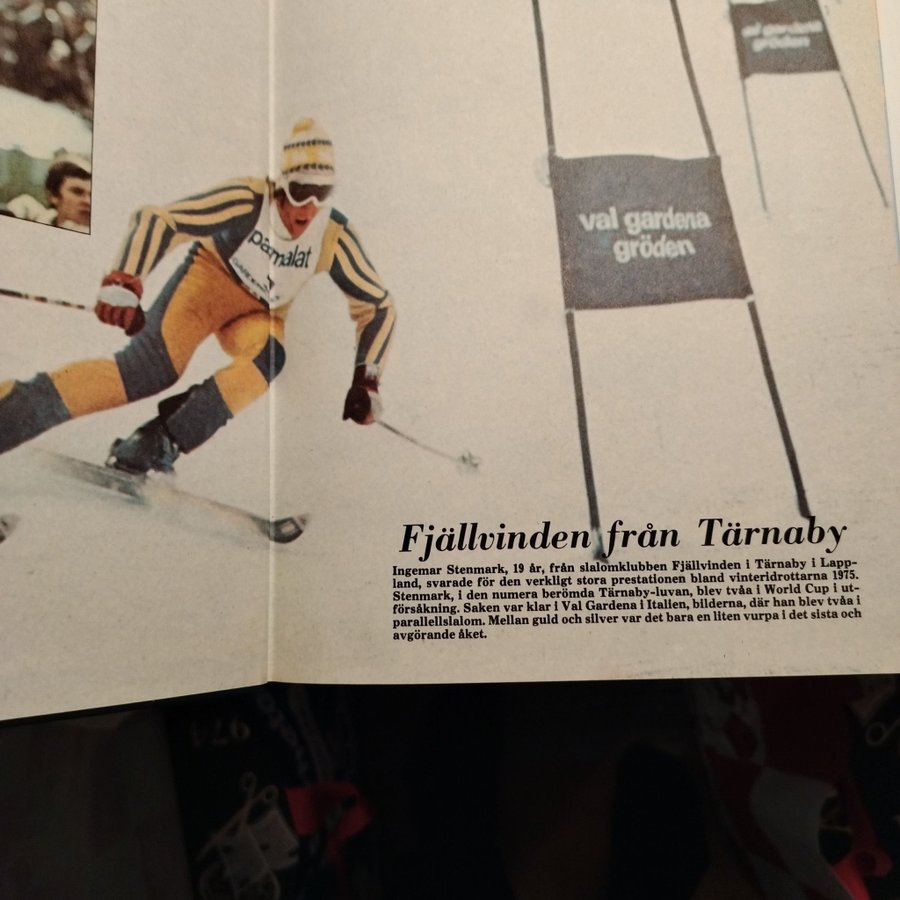 val gardena
gröden
val gardena
gröden
parmalat
Fjällvinden från Tärnaby
Ingemar Stenmark, 19 år, från slalomklubben Fjällvinden i Tärnaby i Lapp-
land, svarade för den verkligt stora prestationen bland vinteridrottarna 1975.
Stenmark, i den numera berömda Tärnaby-luvan, blev tvåa i World Cup i ut-
försåkning. Saken var klar i Val Gardena i Italien, bilderna, där han blev tvåa i
parallellslalom. Mellan guld och silver var det bara en liten vurpa i det sista och
avgörande åket.